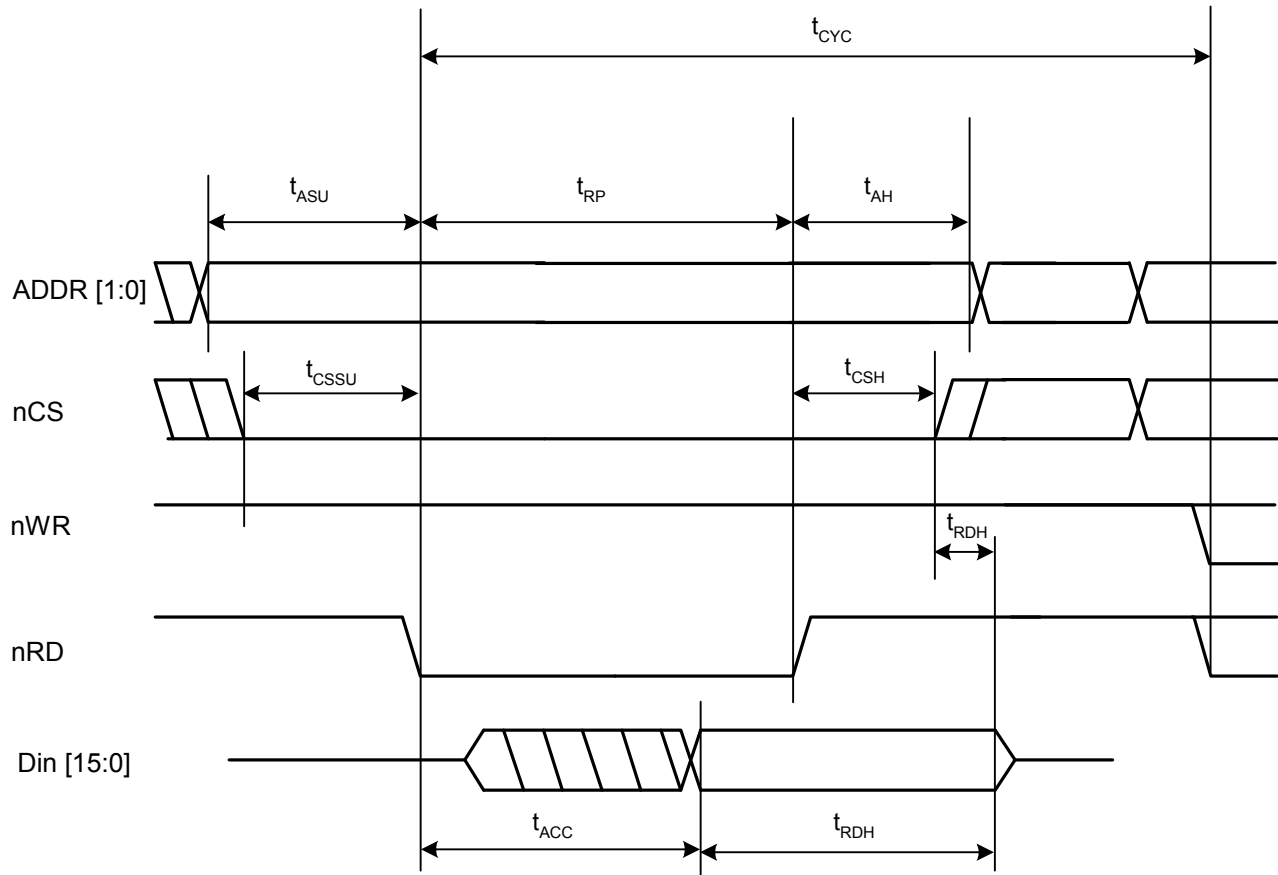 tCYC
tASU
tRP
tAH
ADDR [1:0]
tCSSU
tCSH
nCS
nWR
tRDH
nRD
Din [15:0]
tACC
tRDH